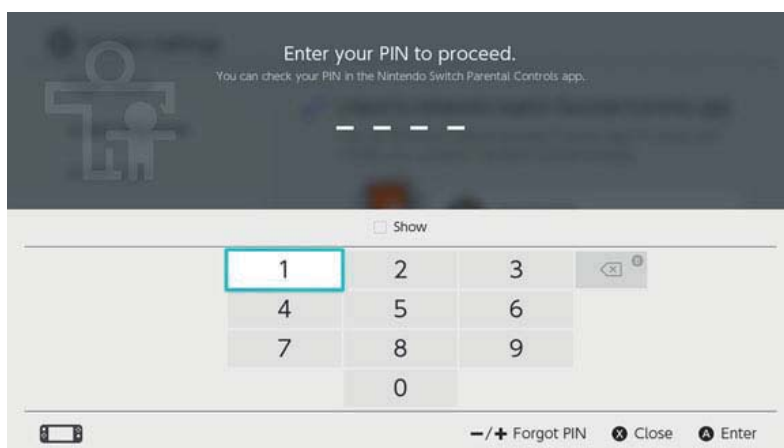 Enter your PIN to proceed.
You can check your PIN in the Nintendo Switch Parental Controls app.
Show
1 2 3
4 5 6
7 8 9
0
−/+ Forgot PIN X Close A Enter